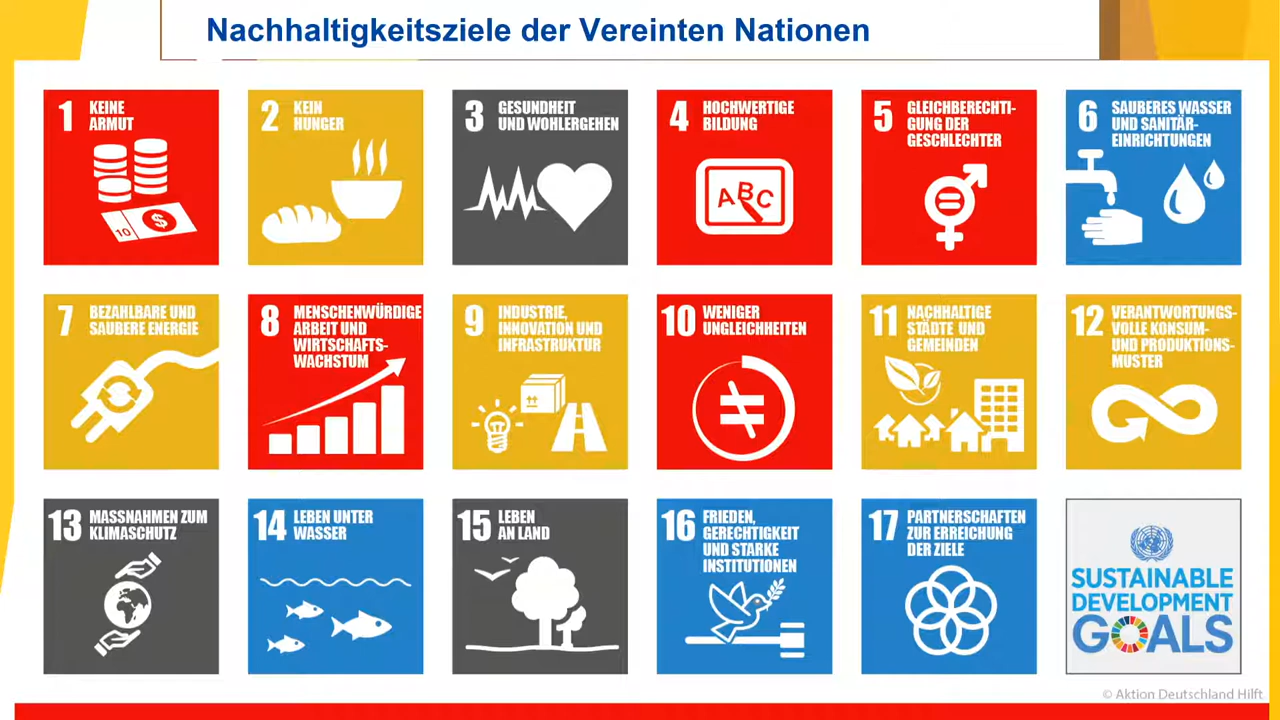 Nachhaltigkeitsziele der Vereinten Nationen
1 KEINE
ARMUT
10 $
2 KEIN
HUNGER
3 GESUNDHEIT
UND WOHLERGEHEN
4 HOCHWERTIGE
BILDUNG
ABC
5 GLEICHBERECHTI-
GUNG DER
GESCHLECHTER
6 SAUBERES WASSER
UND SANITÄR-
EINRICHTUNGEN
7 BEZAHLBARE UND
SAUBERE ENERGIE
8 MENSCHENWÜRDIGE
ARBEIT UND
WIRTSCHAFTS-
WACHSTUM
9 INDUSTRIE,
INNOVATION UND
INFRASTRUKTUR
10 WENIGER
UNGLEICHHEITEN
11 NACHHALTIGE
STÄDTE UND
GEMEINDEN
12 VERANTWORTUNGS-
VOLLE KONSUM-
UND PRODUKTIONS-
MUSTER
13 MASSNAHMEN ZUM
KLIMASCHUTZ
14 LEBEN UNTER
WASSER
15 LEBEN
AN LAND
16 FRIEDEN,
GERECHTIGKEIT
UND STARKE
INSTITUTIONEN
17 PARTNERSCHAFTEN
ZUR ERREICHUNG
DER ZIELE
SUSTAINABLE
DEVELOPMENT
GOALS
© Aktion Deutschland Hilft